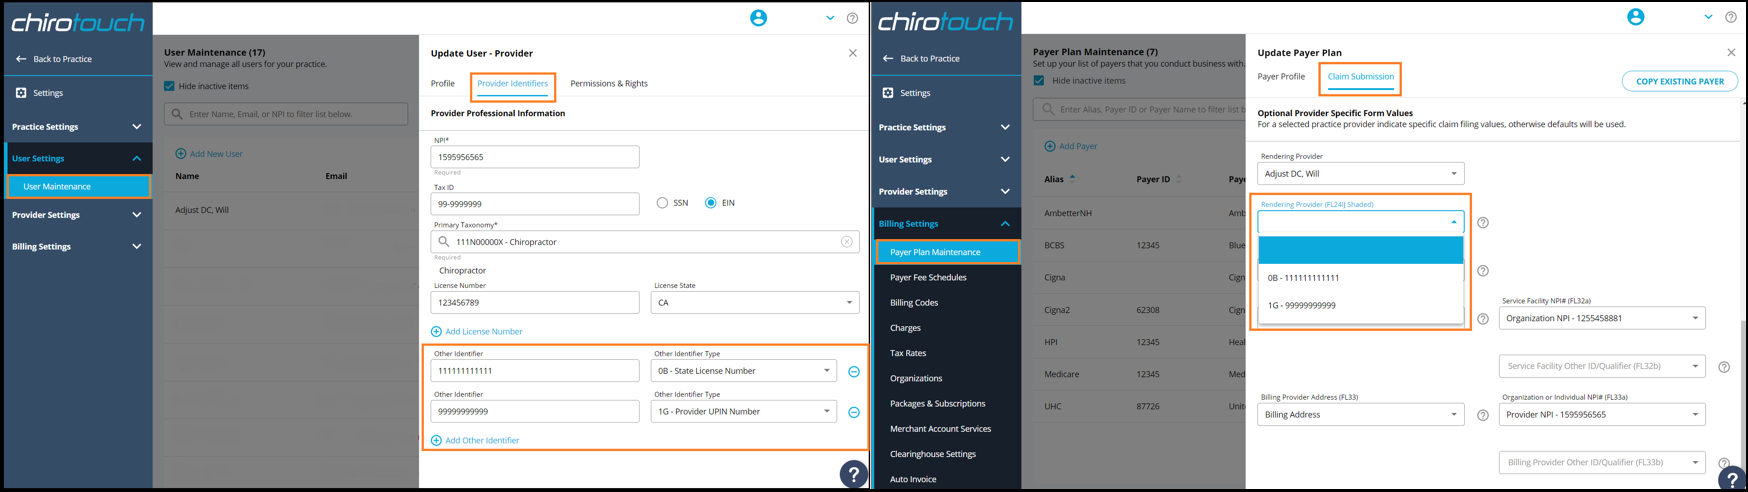 chirotouch
Back to Practice
Settings
Practice Settings
User Settings
User Maintenance
Provider Settings
Billing Settings
User Maintenance (17)
View and manage all users for your practice.
Hide inactive items
Enter Name, Email, or NPI to filter list below.
Add New User
Name Email
Adjust DC, Will
Update User - Provider
Profile Provider Identifiers Permissions & Rights
Provider Professional Information
NPI*
1595956565
Required
Tax ID
99-9999999 SSN EIN
Primary Taxonomy*
111N00000X - Chiropractor
Required
Chiropractor
License Number License State
123456789 CA
Add License Number
Other Identifier Other Identifier Type
111111111111 0B - State License Number
Other Identifier Other Identifier Type
99999999999 1G - Provider UPIN Number
Add Other Identifier
?
chirotouch
Back to Practice
Settings
Practice Settings
User Settings
Provider Settings
Billing Settings
Payer Plan Maintenance
Payer Fee Schedules
Billing Codes
Charges
Tax Rates
Organizations
Packages & Subscriptions
Merchant Account Services
Clearinghouse Settings
Auto Invoice
Payer Plan Maintenance (7)
Set up your list of payers that you conduct business with.
Hide inactive items
Enter Alias, Payer ID or Payer Name to filter list b
Add Payer
Alias Payer ID Paye
AmbetterNH Amb
BCBS 12345 Blue
Cigna Cign
Cigna2 62308 Cign
HPI 12345 Heal
Medicare 12345 Med
UHC 87726 Unit
Update Payer Plan
Payer Profile Claim Submission COPY EXISTING PAYER
Optional Provider Specific Form Values
For a selected practice provider indicate specific claim filing values, otherwise defaults will be used.
Rendering Provider
Adjust DC, Will
Rendering Provider (FL24IJ Shaded)
0B - 111111111111
1G - 99999999999
Service Facility NPI# (FL32a)
Organization NPI - 1255458881
Service Facility Other ID/Qualifier (FL32b)
Billing Provider Address (FL33) Organization or Individual NPI# (FL33a)
Billing Address Provider NPI - 1595956565
Billing Provider Other ID/Qualifier (FL33b)
?